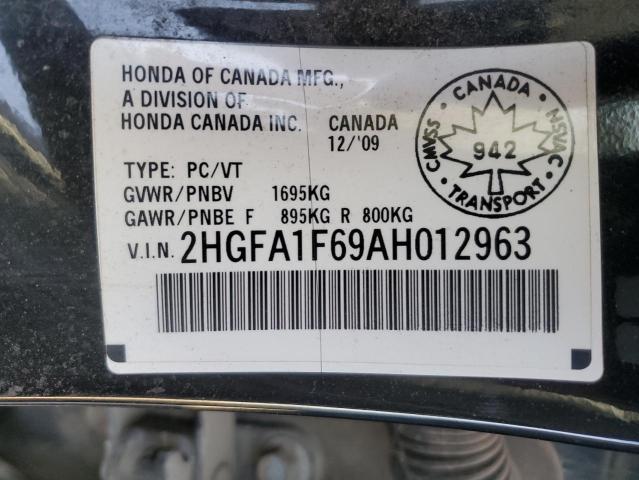 HONDA OF CANADA MFG.,
A DIVISION OF
HONDA CANADA INC. CANADA
12/'09
TYPE: PC/VT
GVWR/PNBV 1695KG
GAWR/PNBE F 895KG R 800KG
V.I.N. 2HGFA1F69AH012963
CANADA
CMVSS 942 NSVAC
TRANSPORT